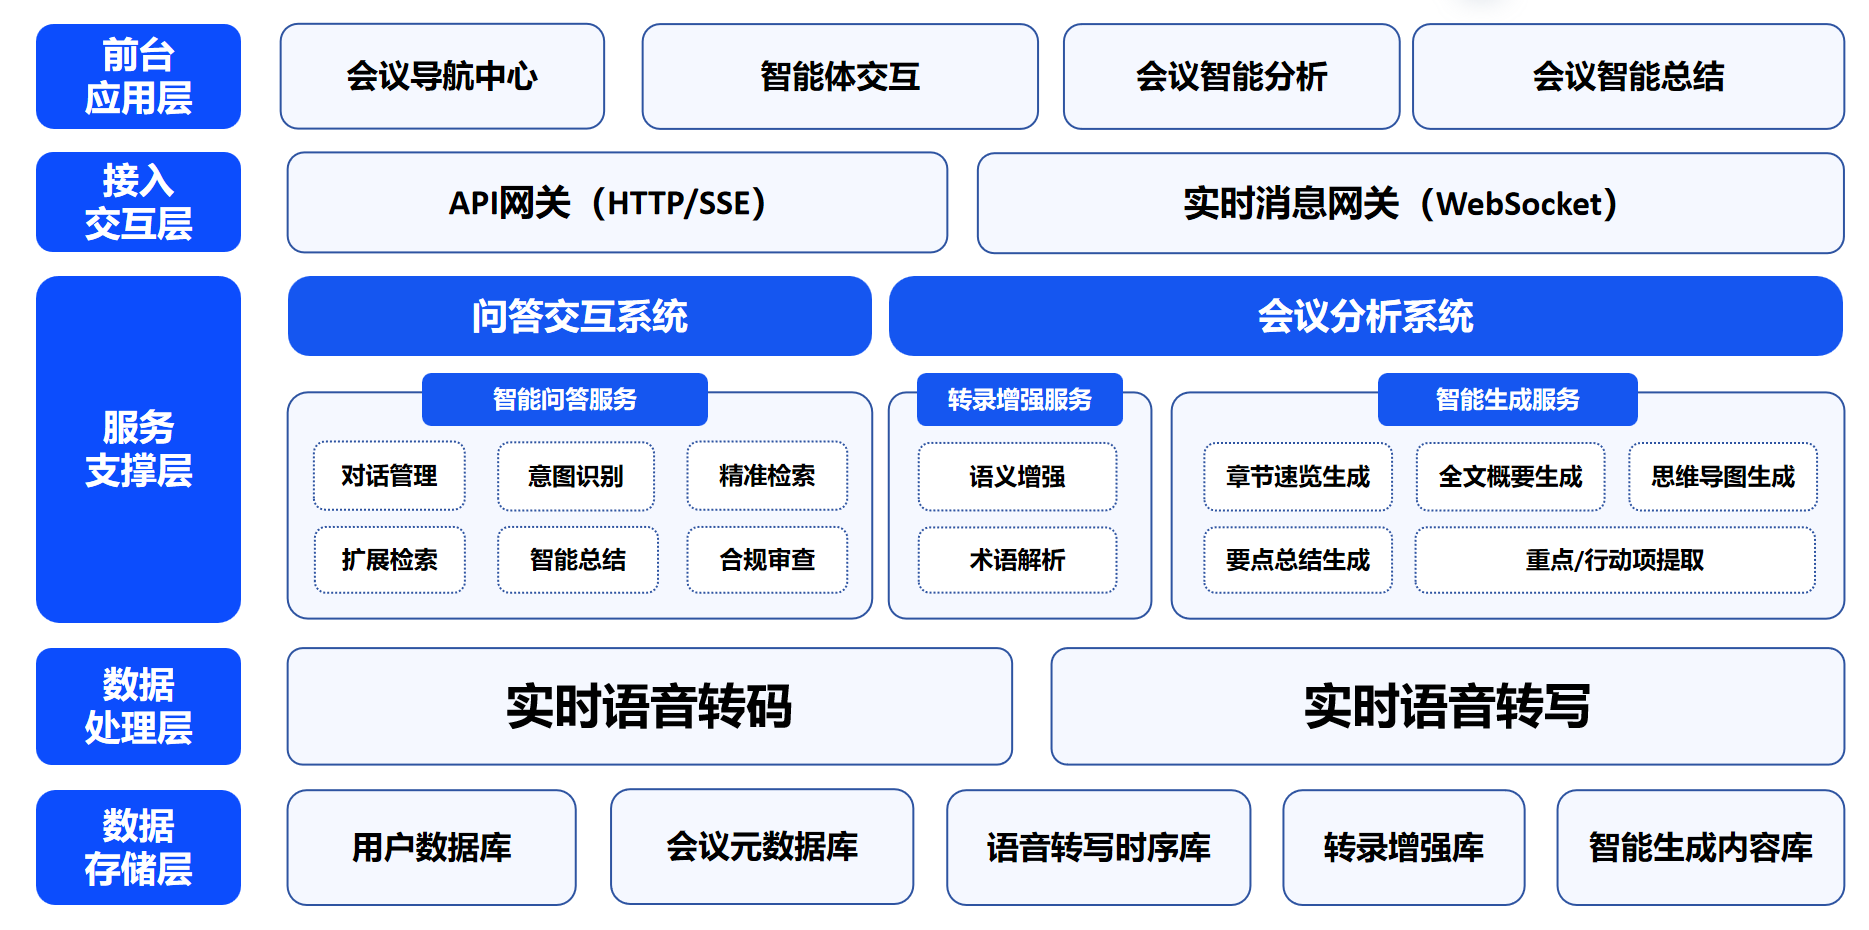 前台
应用层
会议导航中心
智能体交互
会议智能分析
会议智能总结
接入
交互层
API网关（HTTP/SSE）
实时消息网关（WebSocket）
服务
支撑层
问答交互系统
会议分析系统
智能问答服务
转录增强服务
智能生成服务
对话管理
意图识别
精准检索
语义增强
章节速览生成
全文概要生成
思维导图生成
扩展检索
智能总结
合规审查
术语解析
要点总结生成
重点/行动项提取
数据
处理层
实时语音转码
实时语音转写
数据
存储层
用户数据库
会议元数据库
语音转写时序库
转录增强库
智能生成内容库